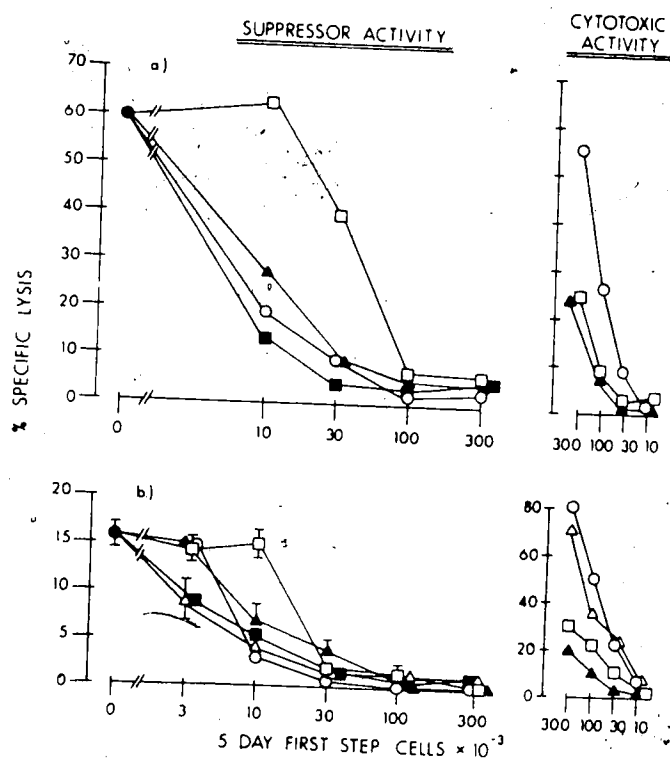 SUPPRESSOR ACTIVITY
CYTOTOXIC
ACTIVITY
a)
70
60
50
40
30
20
10
0
% SPECIFIC LYSIS
0 10 30 100 300
300 100 30 10
b)
20
15
10
5
0
0 3 10 30 100 300
80
60
40
20
0
300 100 30 10
5 DAY FIRST STEP CELLS × 10⁻³